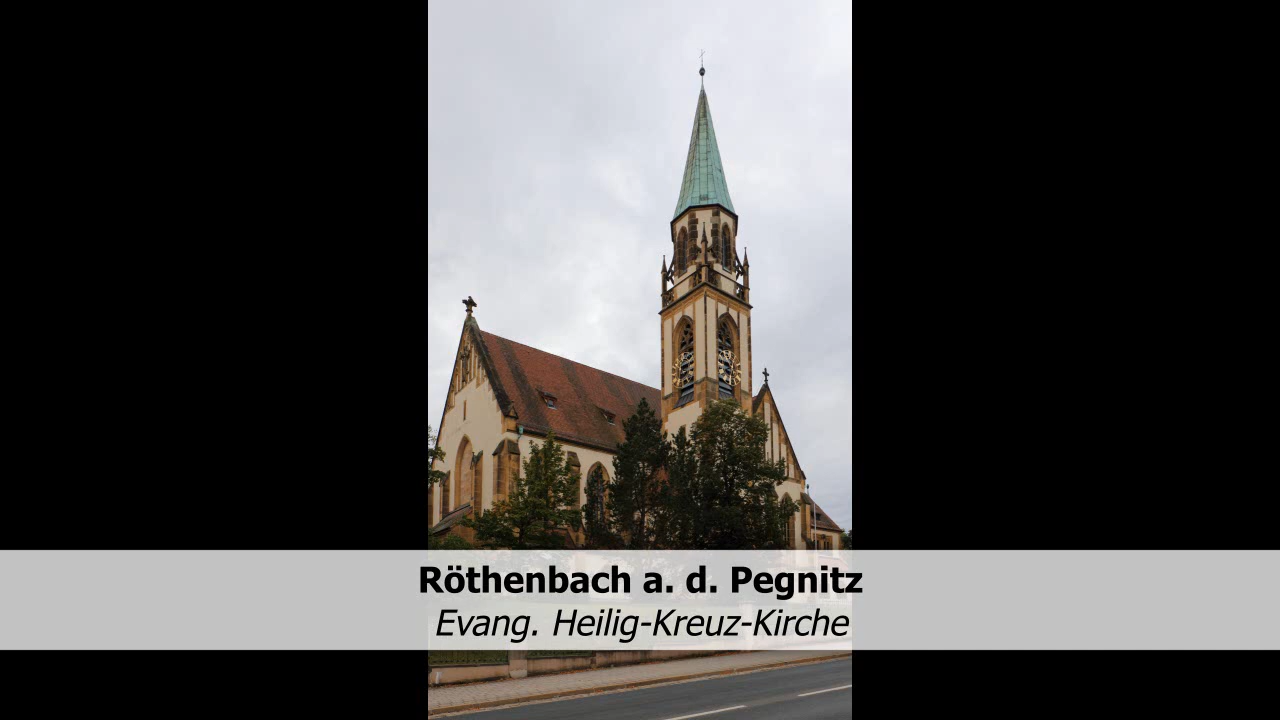 Röthenbach a. d. Pegnitz
Evang. Heilig-Kreuz-Kirche